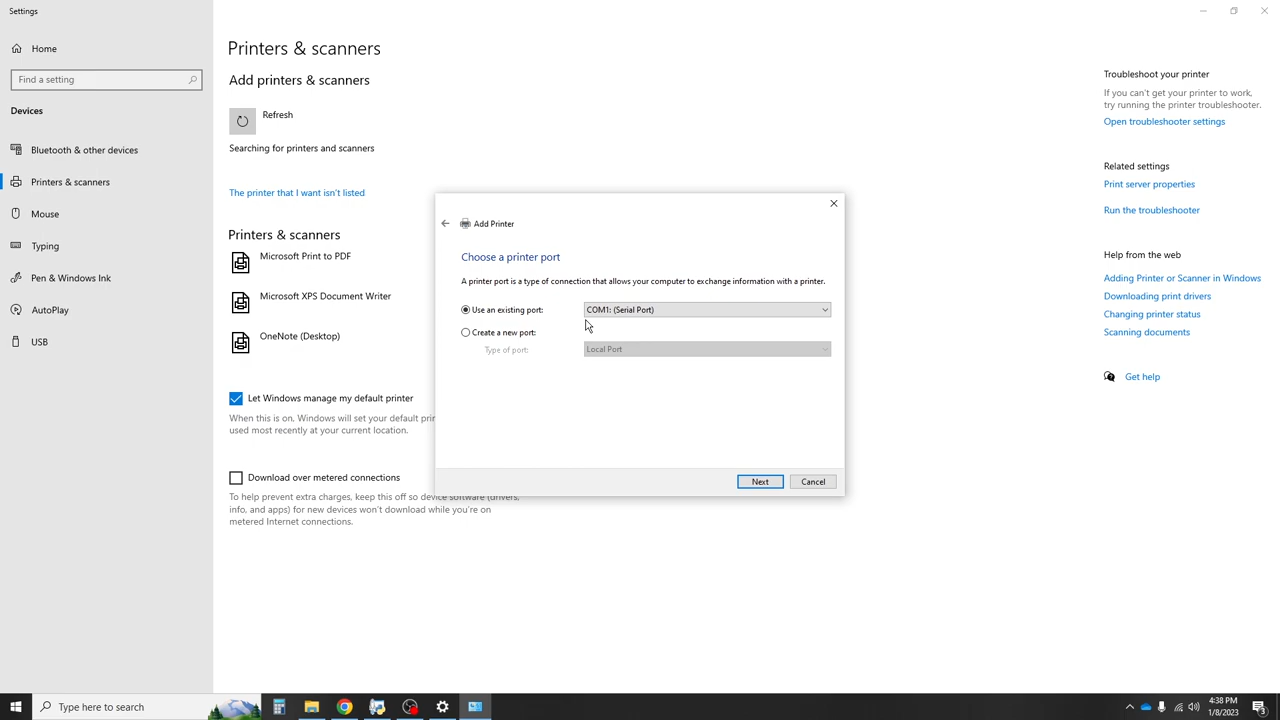 Settings
Home
Find a setting
Devices
Bluetooth & other devices
Printers & scanners
Mouse
Typing
Pen & Windows Ink
AutoPlay
USB
Printers & scanners
Add printers & scanners
Refresh
Searching for printers and scanners
The printer that I want isn't listed
Printers & scanners
Microsoft Print to PDF
Microsoft XPS Document Writer
OneNote (Desktop)
Let Windows manage my default printer
When this is on, Windows will set your default prin
used most recently at your current location.
Download over metered connections
To help prevent extra charges, keep this off so device software (drivers,
info, and apps) for new devices won't download while you're on
metered Internet connections.
Add Printer
Choose a printer port
A printer port is a type of connection that allows your computer to exchange information with a printer.
Use an existing port: COM1: (Serial Port)
Create a new port:
Type of port: Local Port
Next Cancel
Troubleshoot your printer
If you can't get your printer to work,
try running the printer troubleshooter.
Open troubleshooter settings
Related settings
Print server properties
Run the troubleshooter
Help from the web
Adding Printer or Scanner in Windows
Downloading print drivers
Changing printer status
Scanning documents
Get help
Type here to search
4:38 PM
1/8/2023
3